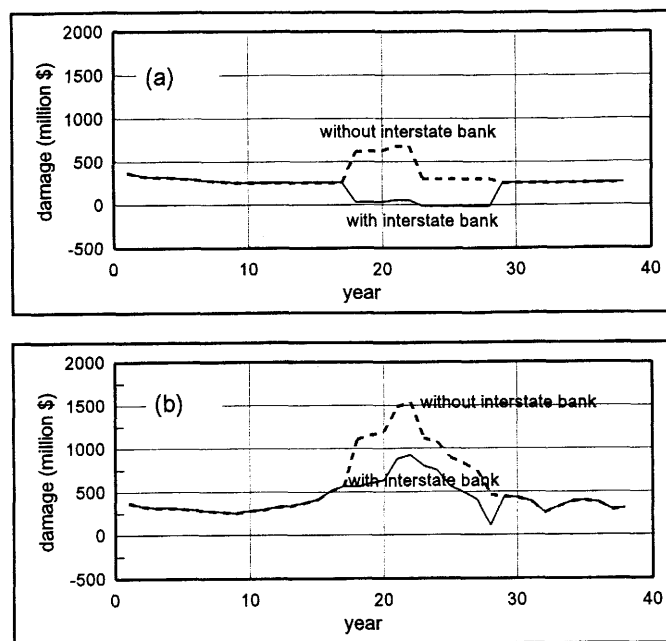 2000
(a)
1500
1000
without interstate bank
500
0
with interstate bank
-500
damage (million $)
0 10 20 30 40
year
2000
(b)
without interstate bank
1500
1000
with interstate bank
500
0
-500
damage (million $)
0 10 20 30 40
year